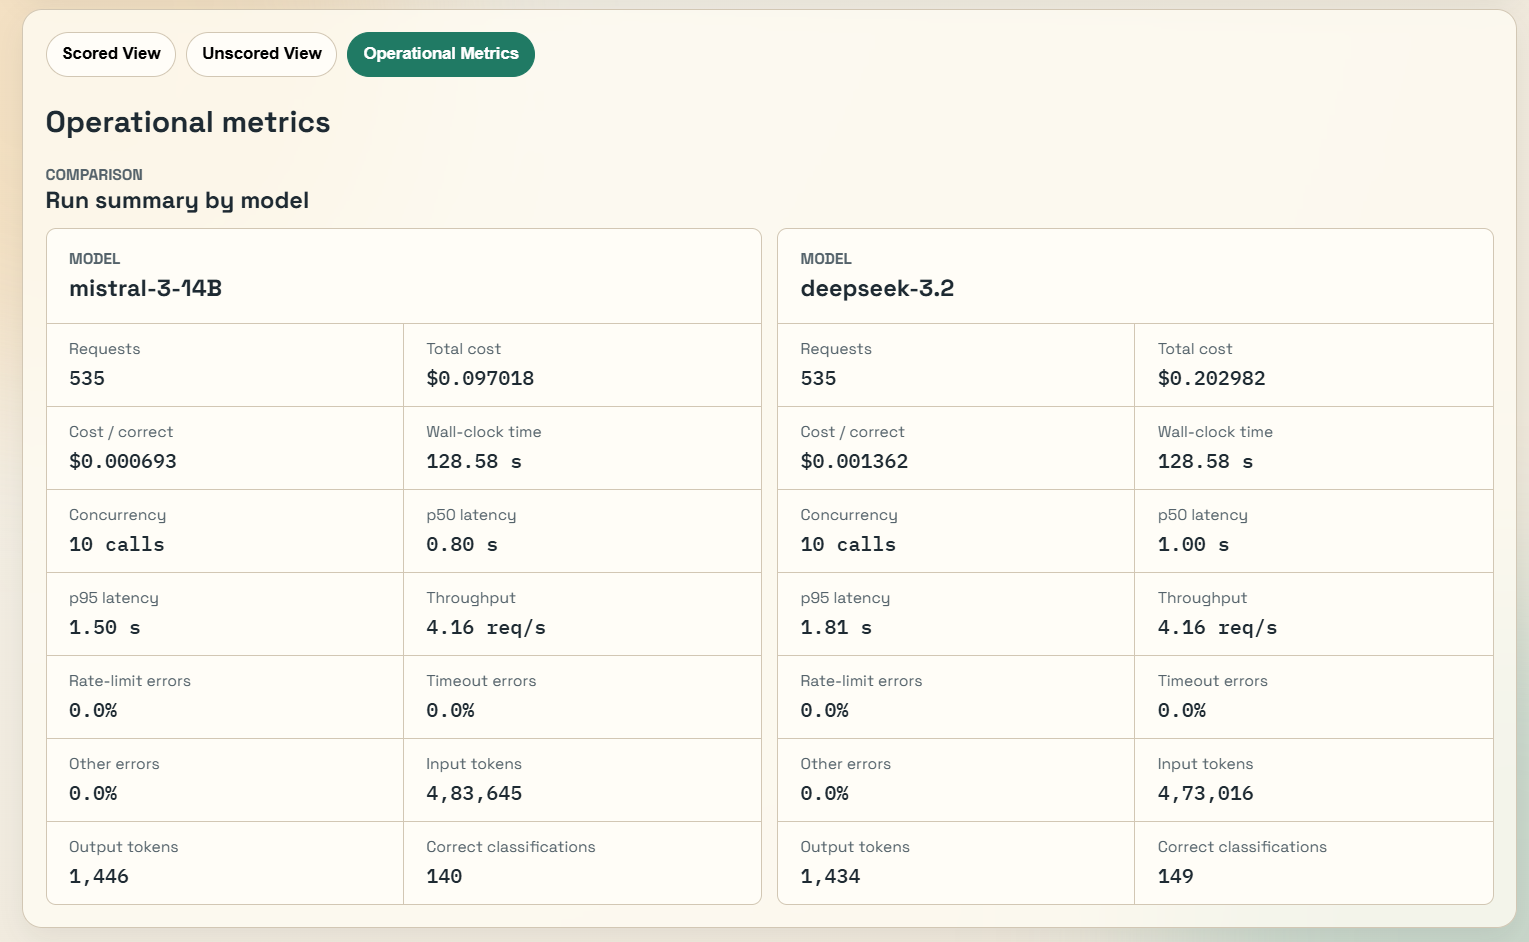 Scored View
Unscored View
Operational Metrics
Operational metrics
COMPARISON
Run summary by model
MODEL
mistral-3-14B
Requests
535
Total cost
$0.097018
Cost / correct
$0.000693
Wall-clock time
128.58 s
Concurrency
10 calls
p50 latency
0.80 s
p95 latency
1.50 s
Throughput
4.16 req/s
Rate-limit errors
0.0%
Timeout errors
0.0%
Other errors
0.0%
Input tokens
4,83,645
Output tokens
1,446
Correct classifications
140
MODEL
deepseek-3.2
Requests
535
Total cost
$0.202982
Cost / correct
$0.001362
Wall-clock time
128.58 s
Concurrency
10 calls
p50 latency
1.00 s
p95 latency
1.81 s
Throughput
4.16 req/s
Rate-limit errors
0.0%
Timeout errors
0.0%
Other errors
0.0%
Input tokens
4,73,016
Output tokens
1,434
Correct classifications
149